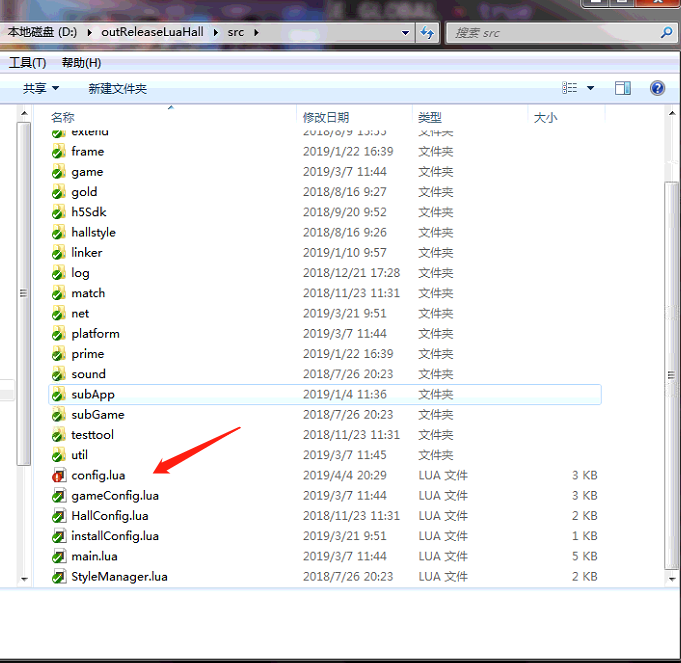 本地磁盘 (D:) outReleaseLuaHall src 搜索 src
工具(T) 帮助(H)
共享 新建文件夹
名称 修改日期 类型 大小
extend 2018/8/9 15:55 文件夹
frame 2019/1/22 16:39 文件夹
game 2019/3/7 11:44 文件夹
gold 2018/8/16 9:27 文件夹
h5Sdk 2018/9/20 9:52 文件夹
hallstyle 2018/8/16 9:26 文件夹
linker 2019/1/10 9:57 文件夹
log 2018/12/21 17:28 文件夹
match 2018/11/23 11:31 文件夹
net 2019/3/21 9:51 文件夹
platform 2019/3/7 11:44 文件夹
prime 2019/1/22 16:39 文件夹
sound 2018/7/26 20:23 文件夹
subApp 2019/1/4 11:36 文件夹
subGame 2018/7/26 20:23 文件夹
testtool 2018/11/23 11:31 文件夹
util 2019/3/7 11:45 文件夹
config.lua 2019/4/4 20:29 LUA 文件 3 KB
gameConfig.lua 2019/3/7 11:44 LUA 文件 3 KB
HallConfig.lua 2018/11/23 11:31 LUA 文件 2 KB
installConfig.lua 2019/3/21 9:51 LUA 文件 1 KB
main.lua 2019/3/7 11:44 LUA 文件 5 KB
StyleManager.lua 2018/7/26 20:23 LUA 文件 2 KB